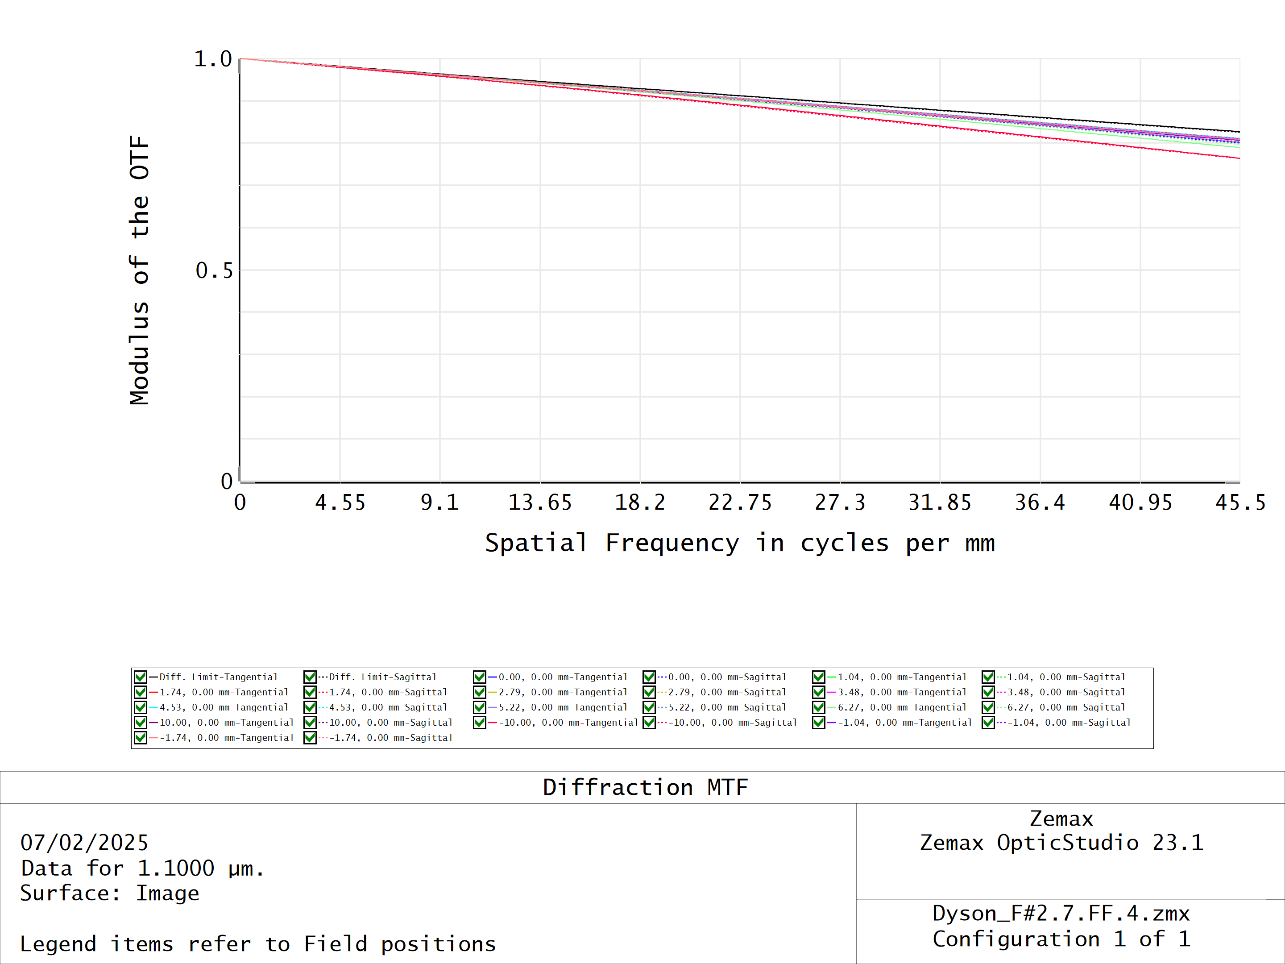 1.0
0.5
0
Modulus of the OTF
0 4.55 9.1 13.65 18.2 22.75 27.3 31.85 36.4 40.95 45.5
Spatial Frequency in cycles per mm
Diff. Limit-Tangential Diff. Limit-Sagittal 0.00, 0.00 mm-Tangential 0.00, 0.00 mm-Sagittal 1.04, 0.00 mm-Tangential 1.04, 0.00 mm-Sagittal
1.74, 0.00 mm-Tangential 1.74, 0.00 mm-Sagittal 2.79, 0.00 mm-Tangential 2.79, 0.00 mm-Sagittal 3.48, 0.00 mm-Tangential 3.48, 0.00 mm-Sagittal
4.53, 0.00 mm-Tangential 4.53, 0.00 mm-Sagittal 5.22, 0.00 mm-Tangential 5.22, 0.00 mm-Sagittal 6.27, 0.00 mm-Tangential 6.27, 0.00 mm-Sagittal
10.00, 0.00 mm-Tangential 10.00, 0.00 mm-Sagittal -10.00, 0.00 mm-Tangential -10.00, 0.00 mm-Sagittal -1.04, 0.00 mm-Tangential -1.04, 0.00 mm-Sagittal
-1.74, 0.00 mm-Tangential -1.74, 0.00 mm-Sagittal
Diffraction MTF
07/02/2025
Data for 1.1000 µm.
Surface: Image
Legend items refer to Field positions
Zemax
Zemax OpticStudio 23.1
Dyson_F#2.7.FF.4.zmx
Configuration 1 of 1